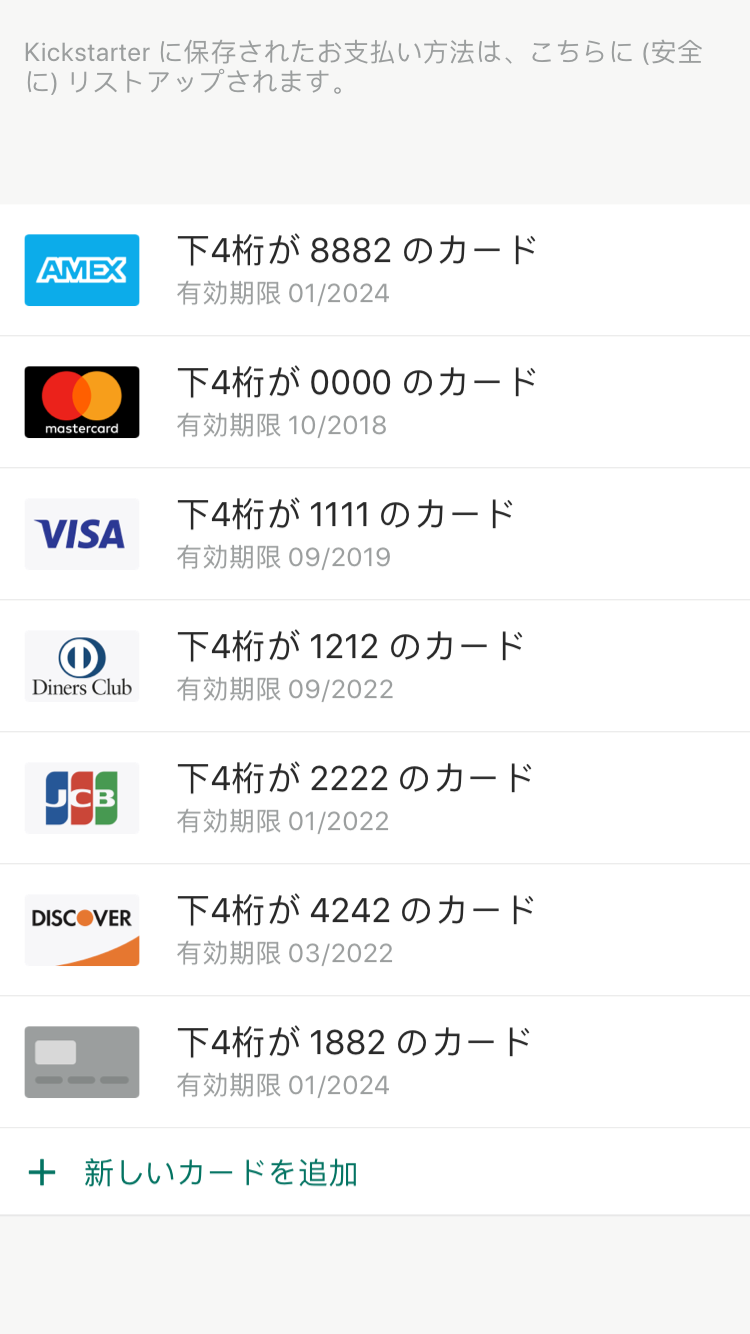 Kickstarter に保存されたお支払い方法は、こちらに (安全
に) リストアップされます。
AMEX
下4桁が 8882 のカード
有効期限 01/2024
mastercard
下4桁が 0000 のカード
有効期限 10/2018
VISA
下4桁が 1111 のカード
有効期限 09/2019
Diners Club
下4桁が 1212 のカード
有効期限 09/2022
JCB
下4桁が 2222 のカード
有効期限 01/2022
DISCOVER
下4桁が 4242 のカード
有効期限 03/2022
下4桁が 1882 のカード
有効期限 01/2024
+ 新しいカードを追加